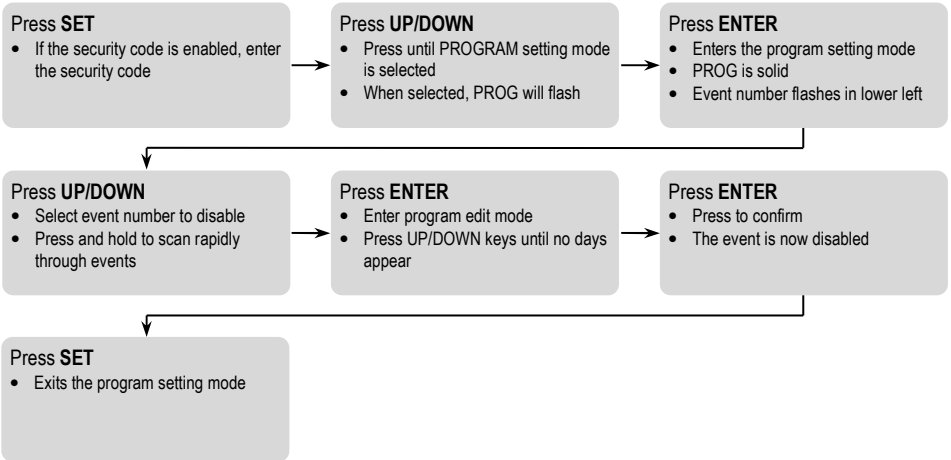 Press SET
• If the security code is enabled, enter
the security code
Press UP/DOWN
• Press until PROGRAM setting mode
is selected
• When selected, PROG will flash
Press ENTER
• Enters the program setting mode
• PROG is solid
• Event number flashes in lower left
Press UP/DOWN
• Select event number to disable
• Press and hold to scan rapidly
through events
Press ENTER
• Enter program edit mode
• Press UP/DOWN keys until no days
appear
Press ENTER
• Press to confirm
• The event is now disabled
Press SET
• Exits the program setting mode